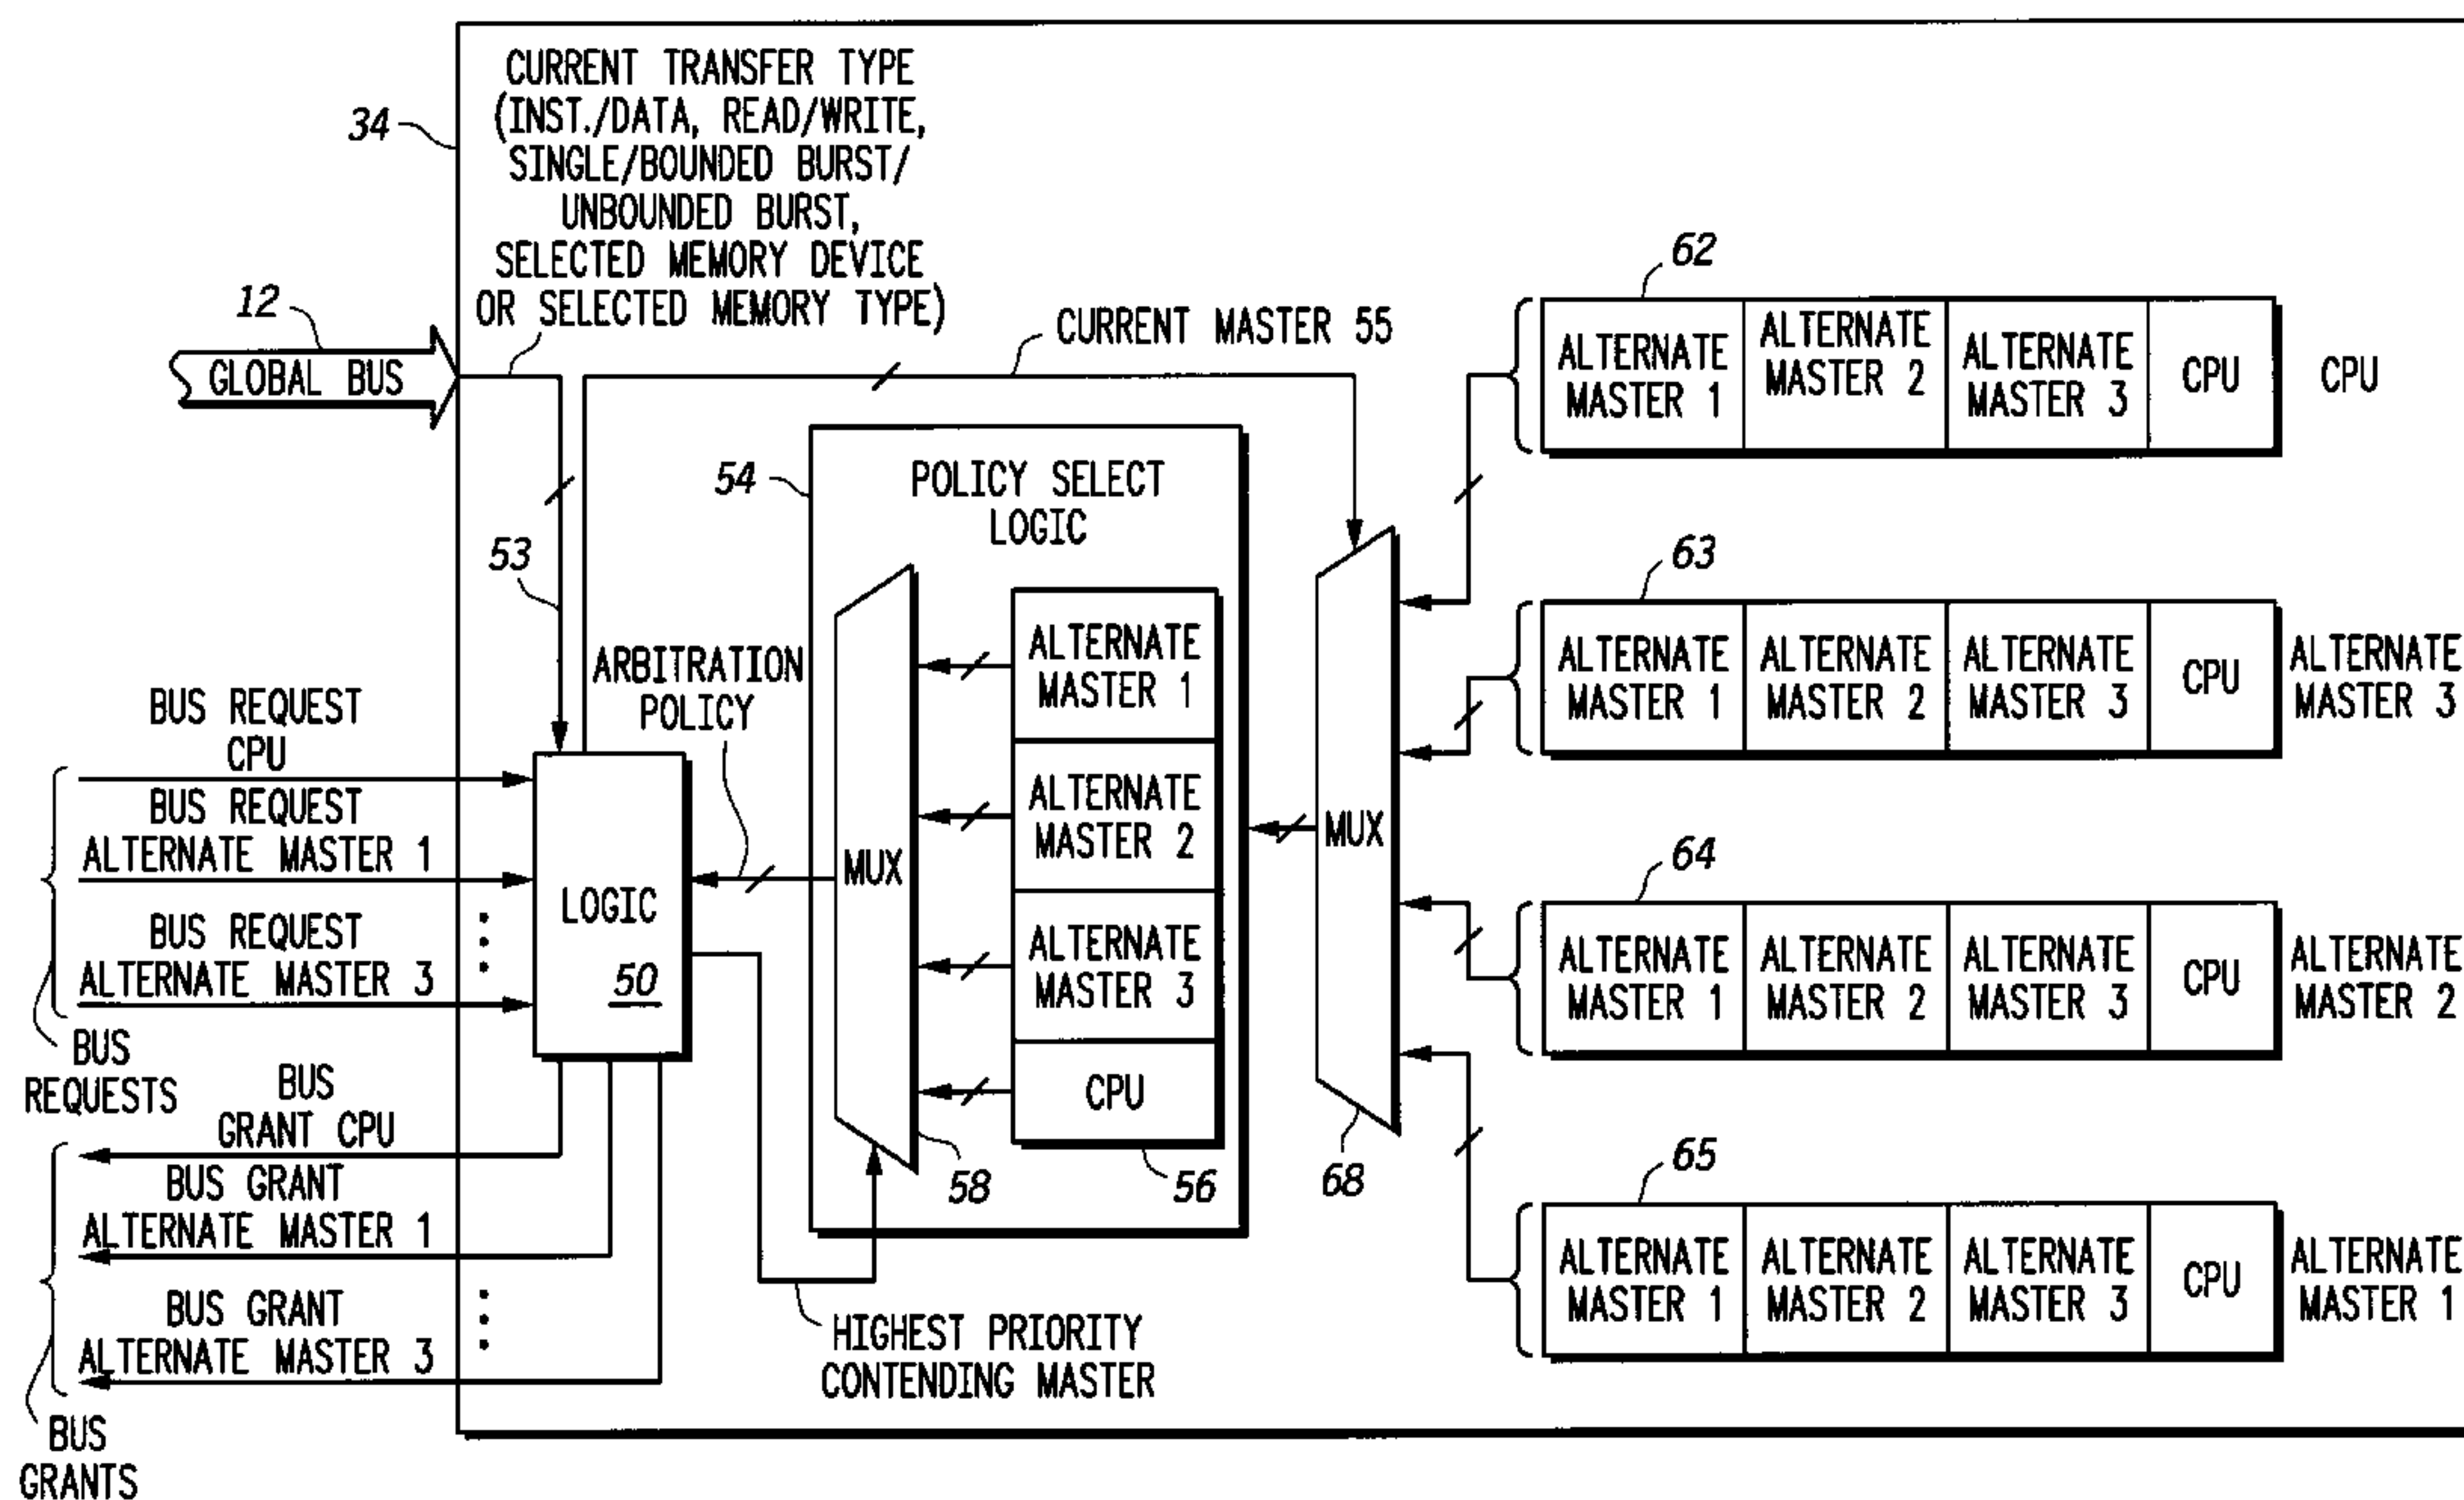 34
CURRENT TRANSFER TYPE
(INST./DATA, READ/WRITE,
SINGLE/BOUNDED BURST/
UNBOUNDED BURST,
SELECTED MEMORY DEVICE
OR SELECTED MEMORY TYPE)
12
GLOBAL BUS
CURRENT MASTER 55
53
54
POLICY SELECT
LOGIC
ARBITRATION
POLICY
BUS REQUEST
CPU
BUS REQUEST
ALTERNATE MASTER 1
BUS REQUEST
ALTERNATE MASTER 3
BUS
REQUESTS
LOGIC
50
BUS
GRANT CPU
BUS GRANT
ALTERNATE MASTER 1
BUS GRANT
ALTERNATE MASTER 3
BUS
GRANTS
MUX
58
ALTERNATE
MASTER 1
ALTERNATE
MASTER 2
ALTERNATE
MASTER 3
CPU
56
HIGHEST PRIORITY
CONTENDING MASTER
MUX
68
62
ALTERNATE
MASTER 1
ALTERNATE
MASTER 2
ALTERNATE
MASTER 3
CPU
CPU
63
ALTERNATE
MASTER 1
ALTERNATE
MASTER 2
ALTERNATE
MASTER 3
CPU
ALTERNATE
MASTER 3
64
ALTERNATE
MASTER 1
ALTERNATE
MASTER 2
ALTERNATE
MASTER 3
CPU
ALTERNATE
MASTER 2
65
ALTERNATE
MASTER 1
ALTERNATE
MASTER 2
ALTERNATE
MASTER 3
CPU
ALTERNATE
MASTER 1